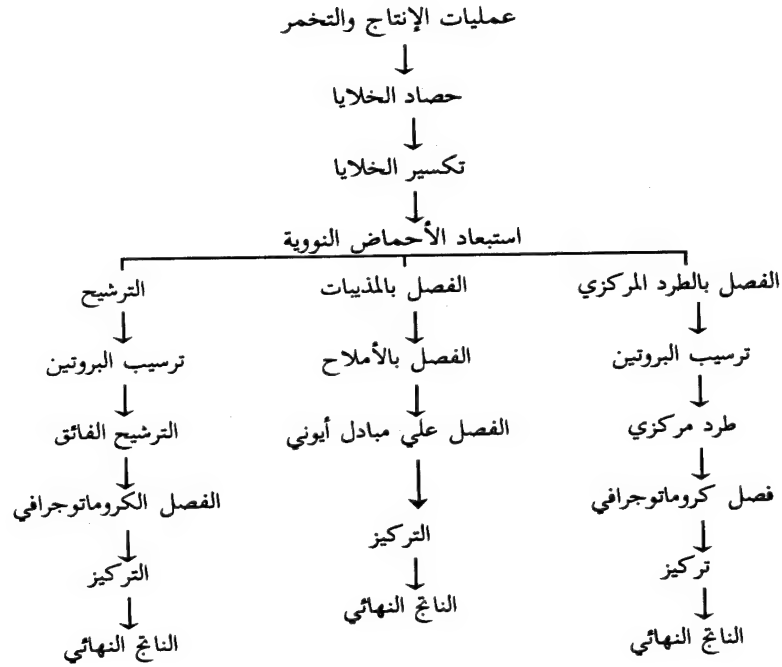 عمليات الإنتاج والتخمر
حصاد الخلايا
تكسير الخلايا
استبعاد الأحماض النووية
الفصل بالطرد المركزي
ترسيب البروتين
طرد مركزي
فصل كروماتوجرافي
تركيز
الناتج النهائي
الفصل بالمذيبات
الفصل بالأملاح
الفصل علي مبادل أيوني
التركيز
الناتج النهائي
الترشيح
ترسيب البروتين
الترشيح الفائق
الفصل الكروماتوجرافي
التركيز
الناتج النهائي